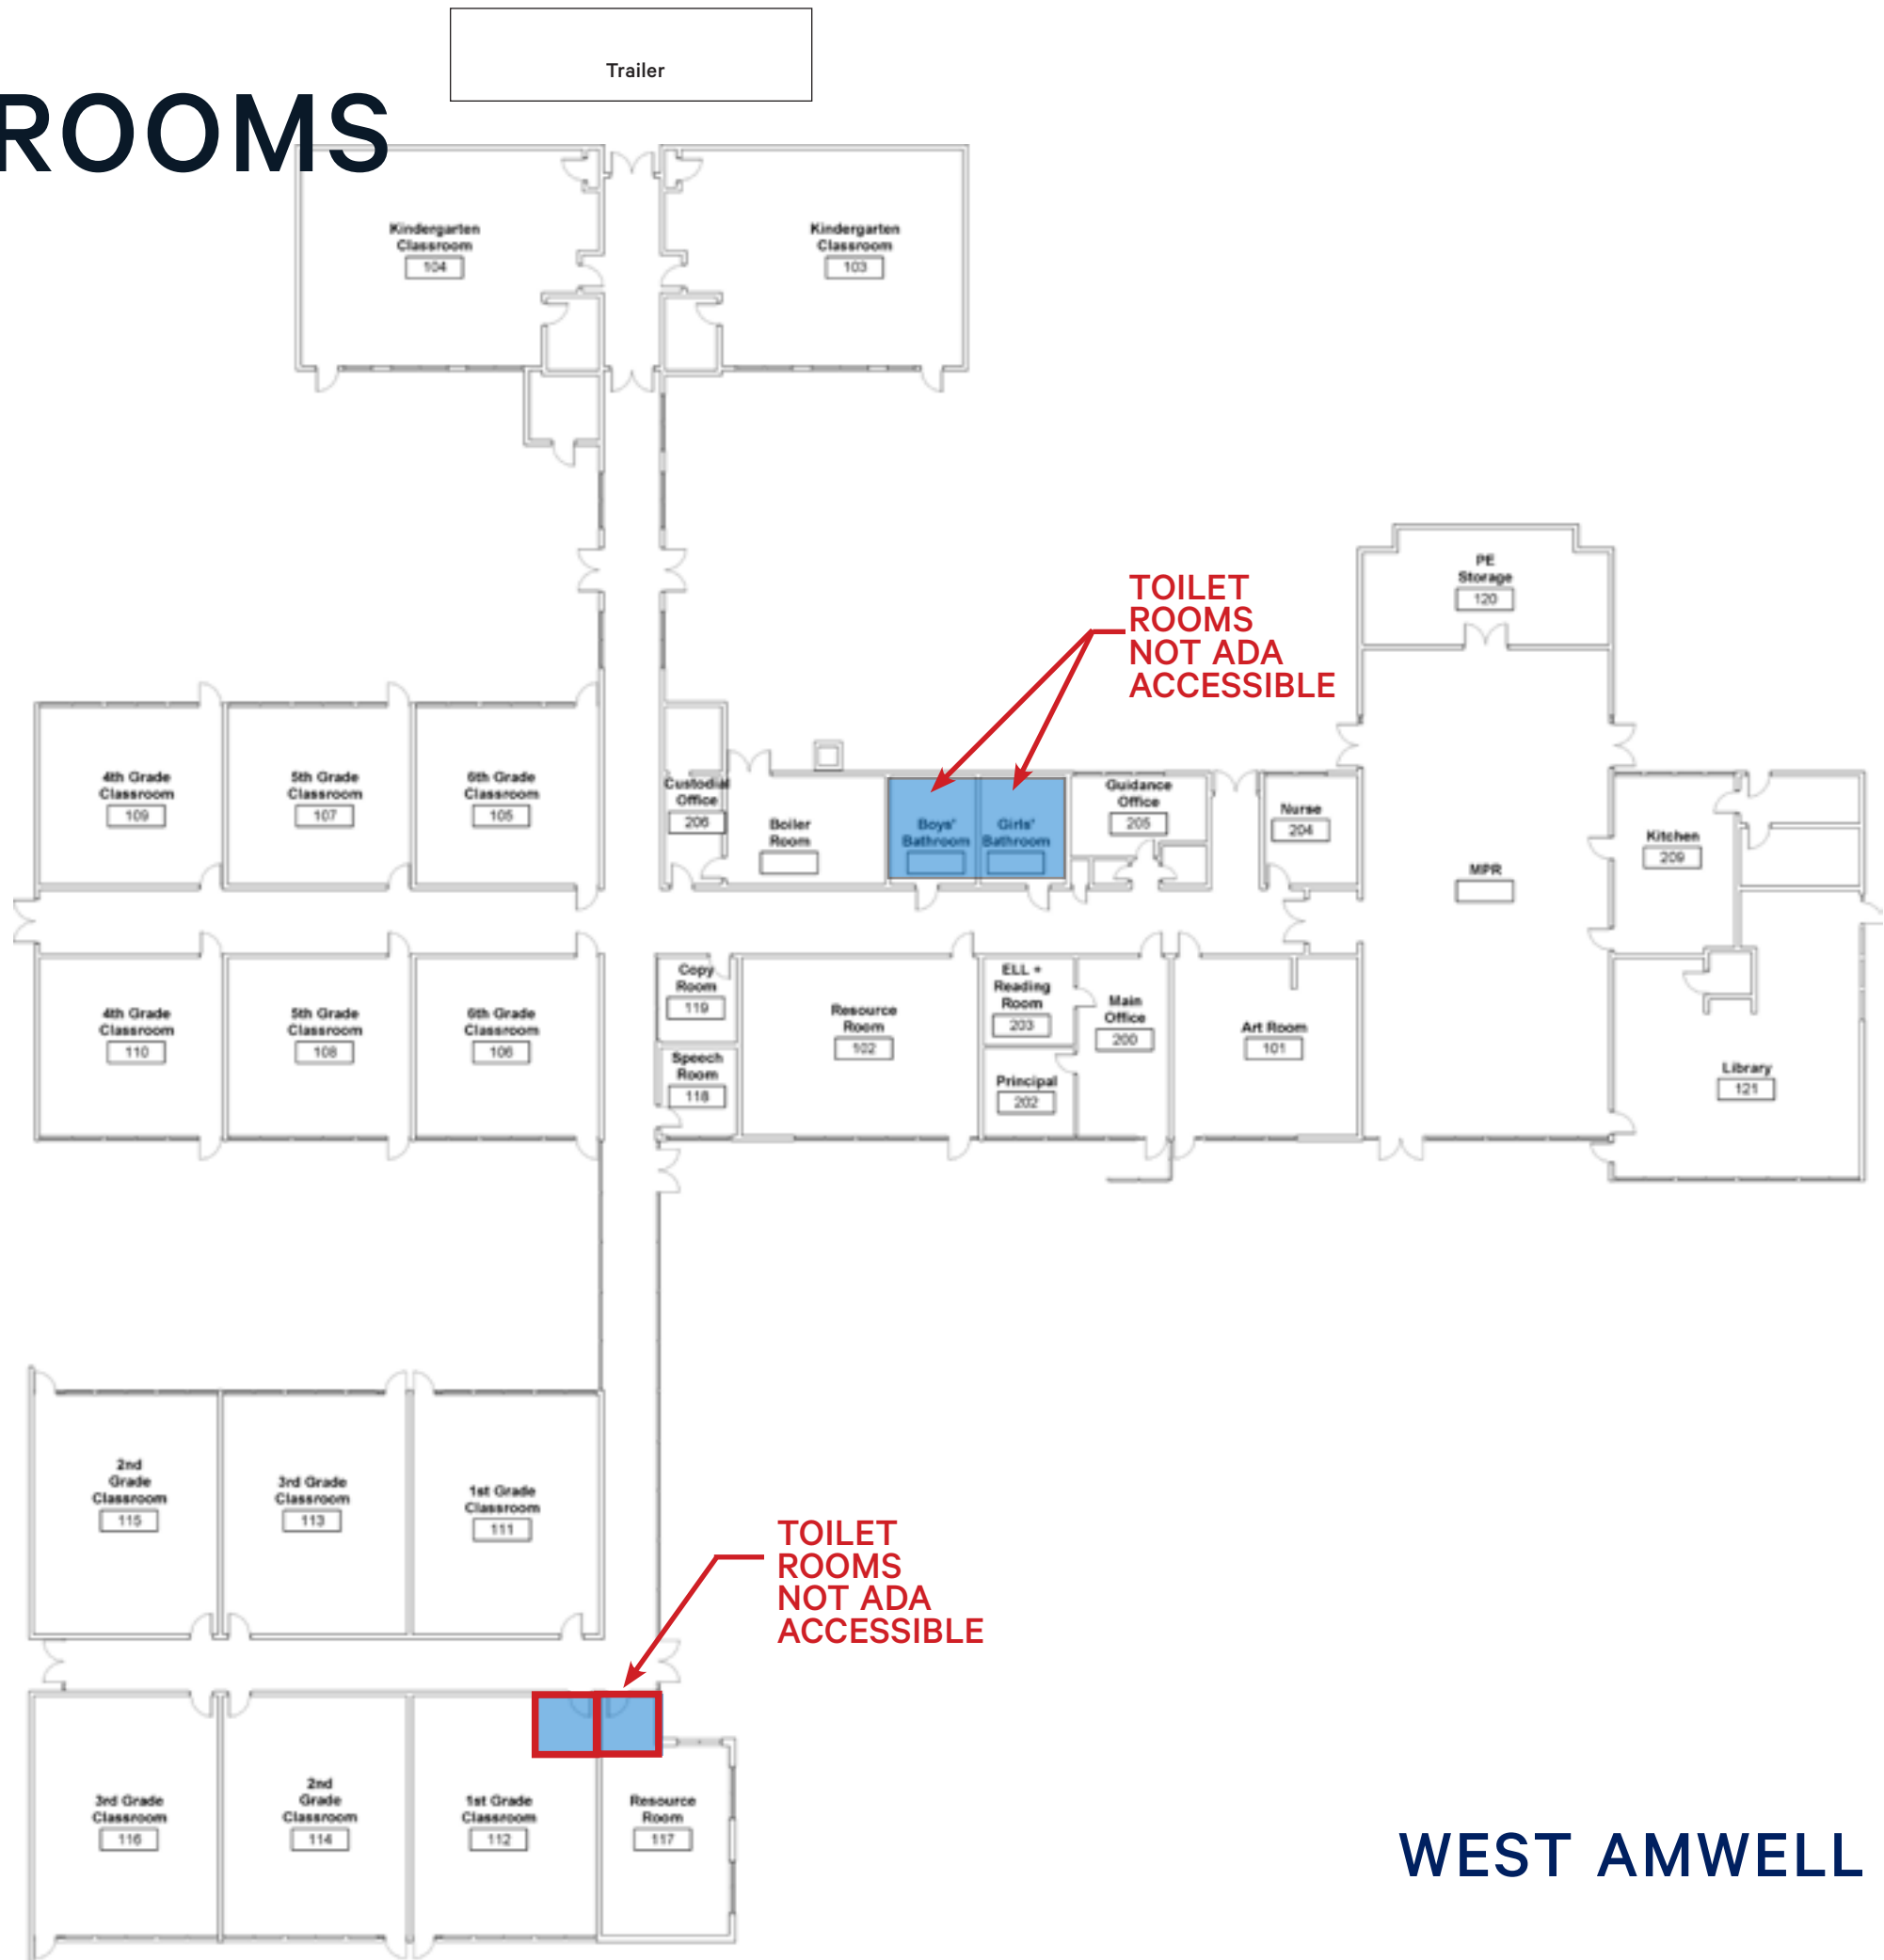 Trailer
ROOMS
Kindergarten
Classroom
104
Kindergarten
Classroom
103
TOILET
ROOMS
NOT ADA
ACCESSIBLE
PE
Storage
120
4th Grade
Classroom
109
5th Grade
Classroom
107
6th Grade
Classroom
105
Custodial
Office
206
Boiler
Room
Boys'
Bathroom
Girls'
Bathroom
Guidance
Office
205
Nurse
204
MPR
Kitchen
209
4th Grade
Classroom
110
5th Grade
Classroom
108
6th Grade
Classroom
106
Copy
Room
119
Speech
Room
118
Resource
Room
102
ELL +
Reading
Room
203
Principal
202
Main
Office
200
Art Room
101
Library
121
2nd
Grade
Classroom
115
3rd Grade
Classroom
113
1st Grade
Classroom
111
TOILET
ROOMS
NOT ADA
ACCESSIBLE
3rd Grade
Classroom
116
2nd
Grade
Classroom
114
1st Grade
Classroom
112
Resource
Room
117
WEST AMWELL